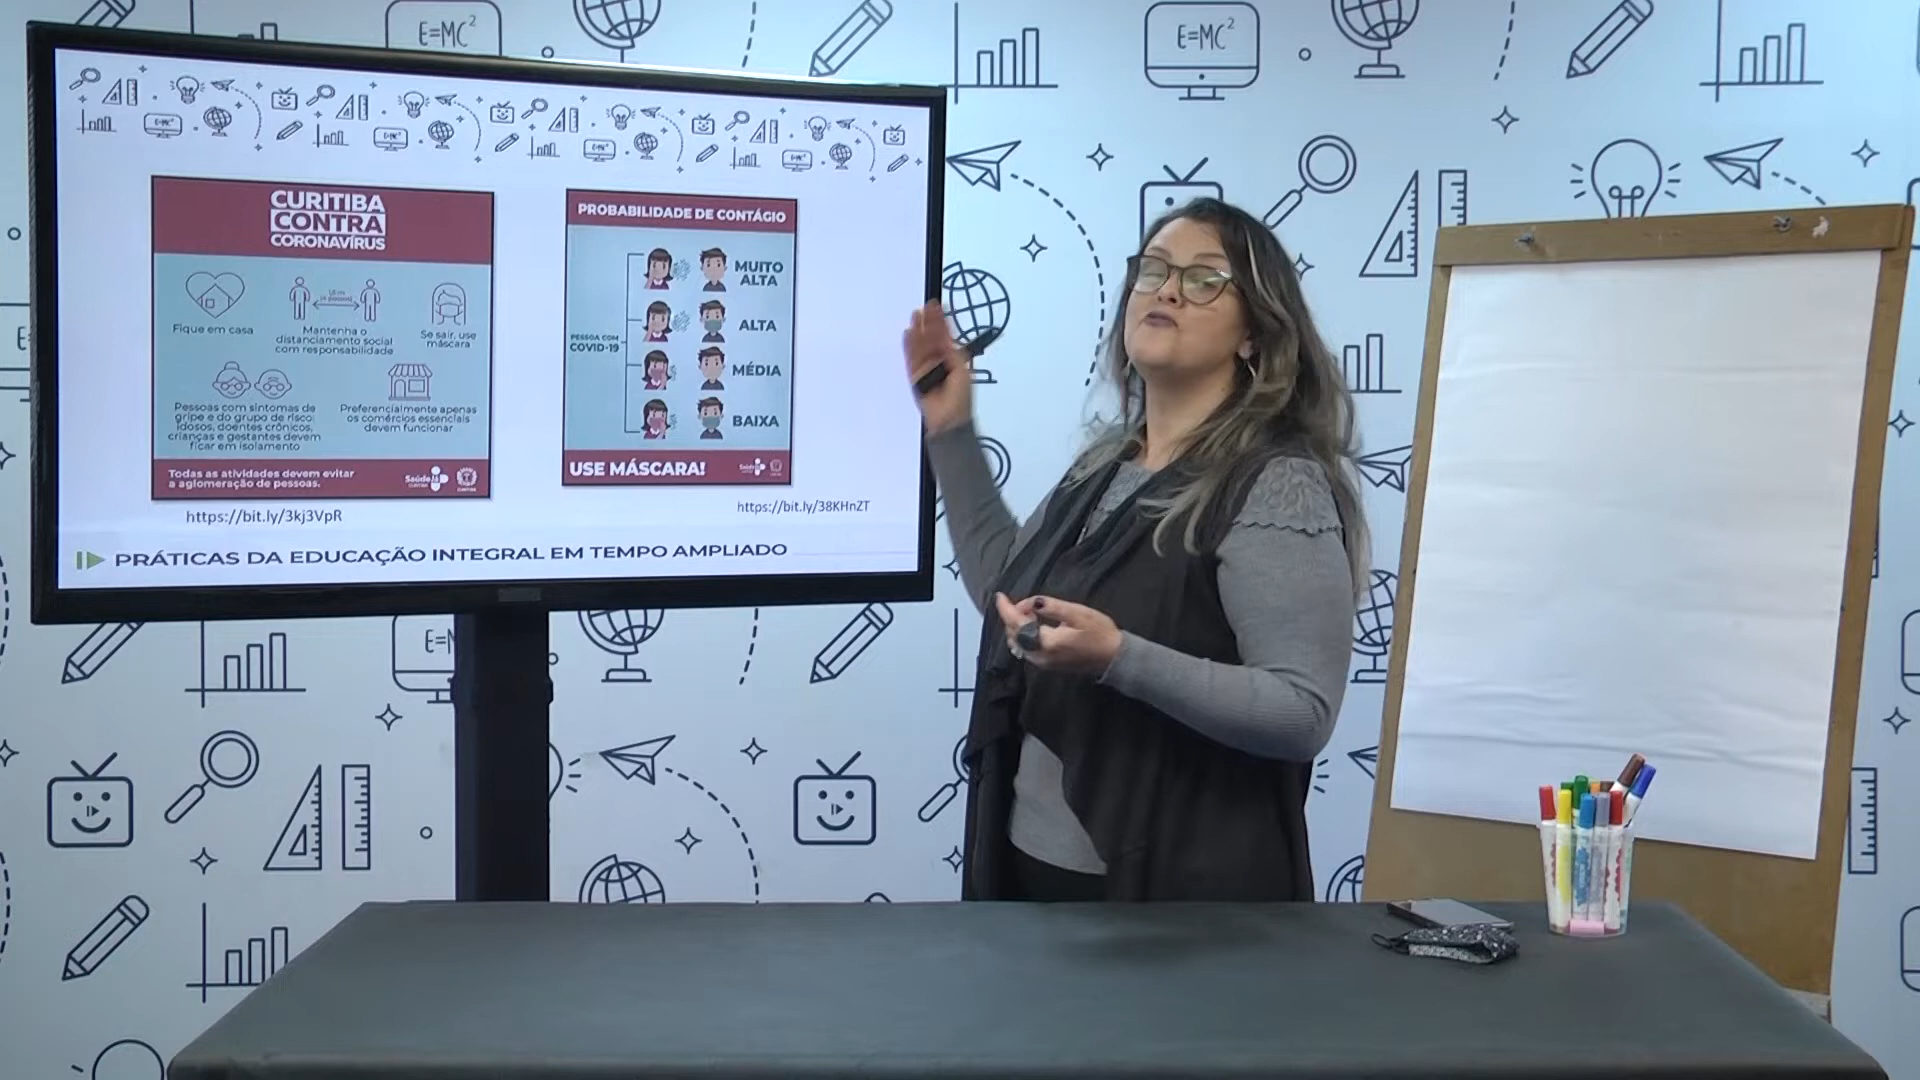 E=MC²
E=MC²
CURITIBA
CONTRA
CORONAVÍRUS
Fique em casa
Mantenha o
distanciamento social
com responsabilidade
Se sair, use
máscara
Pessoas com sintomas de
gripe e do grupo de risco:
idosos, doentes crônicos,
crianças e gestantes devem
ficar em isolamento
Preferencialmente apenas
os comércios essenciais
devem funcionar
Todas as atividades devem evitar
a aglomeração de pessoas.
Saúde Já
CURITIBA
https://bit.ly/3kj3VpR
PROBABILIDADE DE CONTÁGIO
PESSOA COM
COVID-19
MUITO
ALTA
ALTA
MÉDIA
BAIXA
USE MÁSCARA!
https://bit.ly/38KHnZT
PRÁTICAS DA EDUCAÇÃO INTEGRAL EM TEMPO AMPLIADO